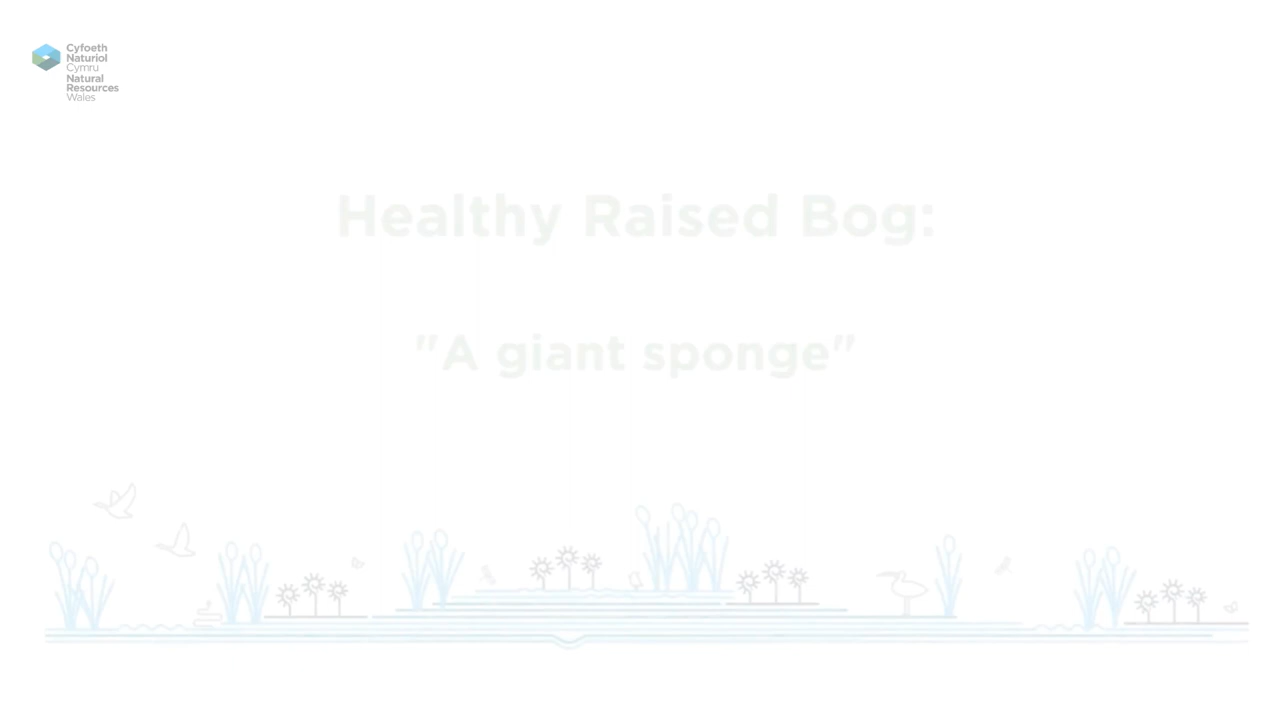 Cyfoeth
Naturiol
Cymru
Natural
Resources
Wales
Healthy Raised Bog:
"A giant sponge"